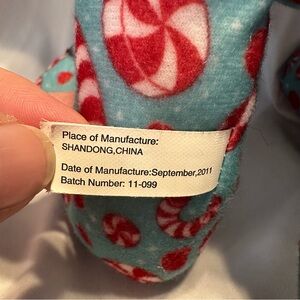 Place of Manufacture:
SHANDONG,CHINA
Date of Manufacture:September,2011
Batch Number: 11-099